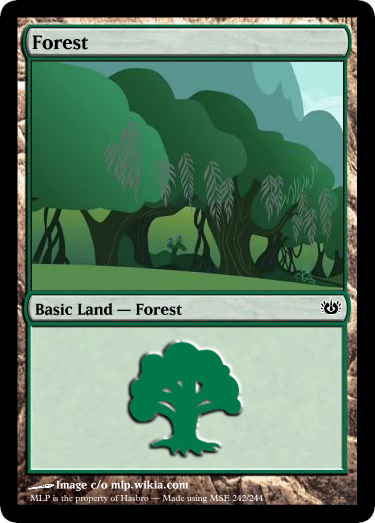 Forest
Basic Land — Forest
Image c/o mlp.wikia.com
MLP is the property of Hasbro — Made using MSE 242/244